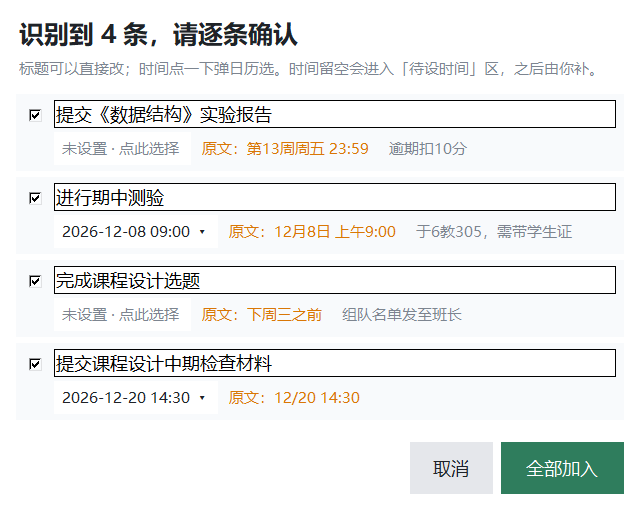 识别到 4 条，请逐条确认
标题可以直接改；时间点一下弹日历选。时间留空会进入「待设时间」区，之后由你补。
提交《数据结构》实验报告
未设置 · 点此选择 原文：第13周周五 23:59 逾期扣10分
进行期中测验
2026-12-08 09:00 原文：12月8日 上午9:00 于6教305，需带学生证
完成课程设计选题
未设置 · 点此选择 原文：下周三之前 组队名单发至班长
提交课程设计中期检查材料
2026-12-20 14:30 原文：12/20 14:30
取消 全部加入